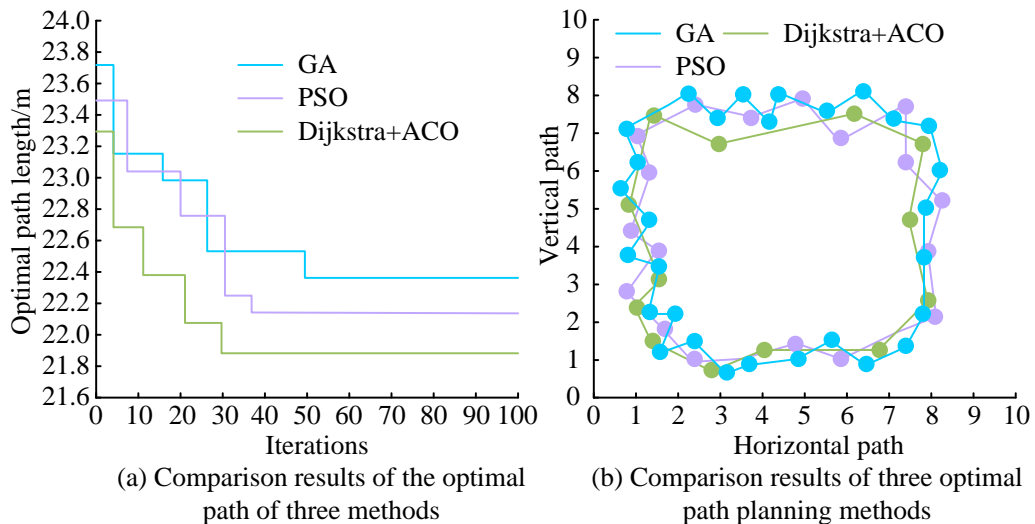 24.0
23.8
23.6
23.4
23.2
23.0
22.8
22.6
22.4
22.2
22.0
21.8
21.6
Optimal path length/m
GA
PSO
Dijkstra+ACO
0 10 20 30 40 50 60 70 80 90 100
Iterations
(a) Comparison results of the optimal
path of three methods
10
9
8
7
6
5
4
3
2
1
0
Vertical path
GA Dijkstra+ACO
PSO
0 1 2 3 4 5 6 7 8 9 10
Horizontal path
(b) Comparison results of three optimal
path planning methods